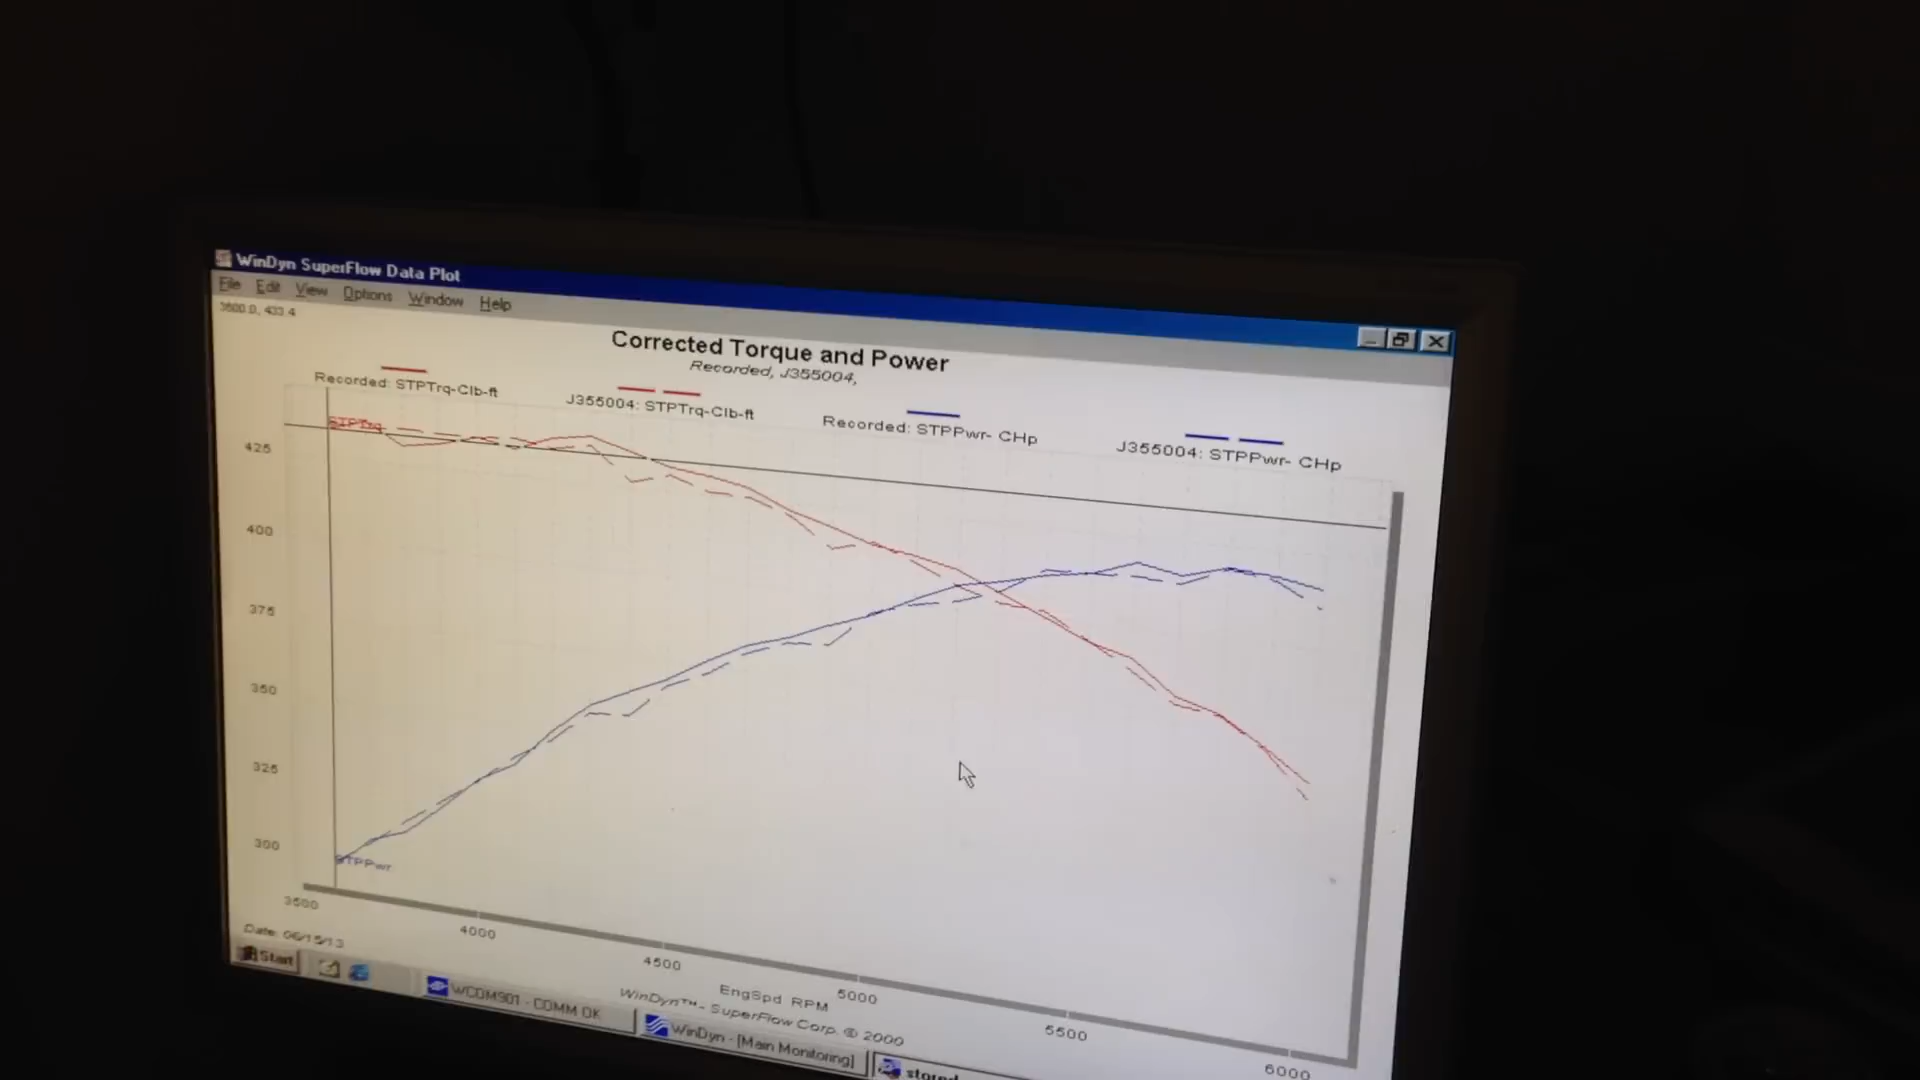 WinDyn SuperFlow Data Plot
File Edit View Options Window Help
3600.0, 433.4
Corrected Torque and Power
Recorded, J355004,
Recorded: STPTrq-Clb-ft
J355004: STPTrq-Clb-ft
Recorded: STPPwr- CHp
J355004: STPPwr- CHp
STPTrq
425
400
375
350
325
300
STPPwr
3500
4000
4500
5000
5500
6000
EngSpd RPM
Date: 06/15/13
WinDyn™- SuperFlow Corp. © 2000
Start
WCOM901 - COMM OK
WinDyn - [Main Monitoring]